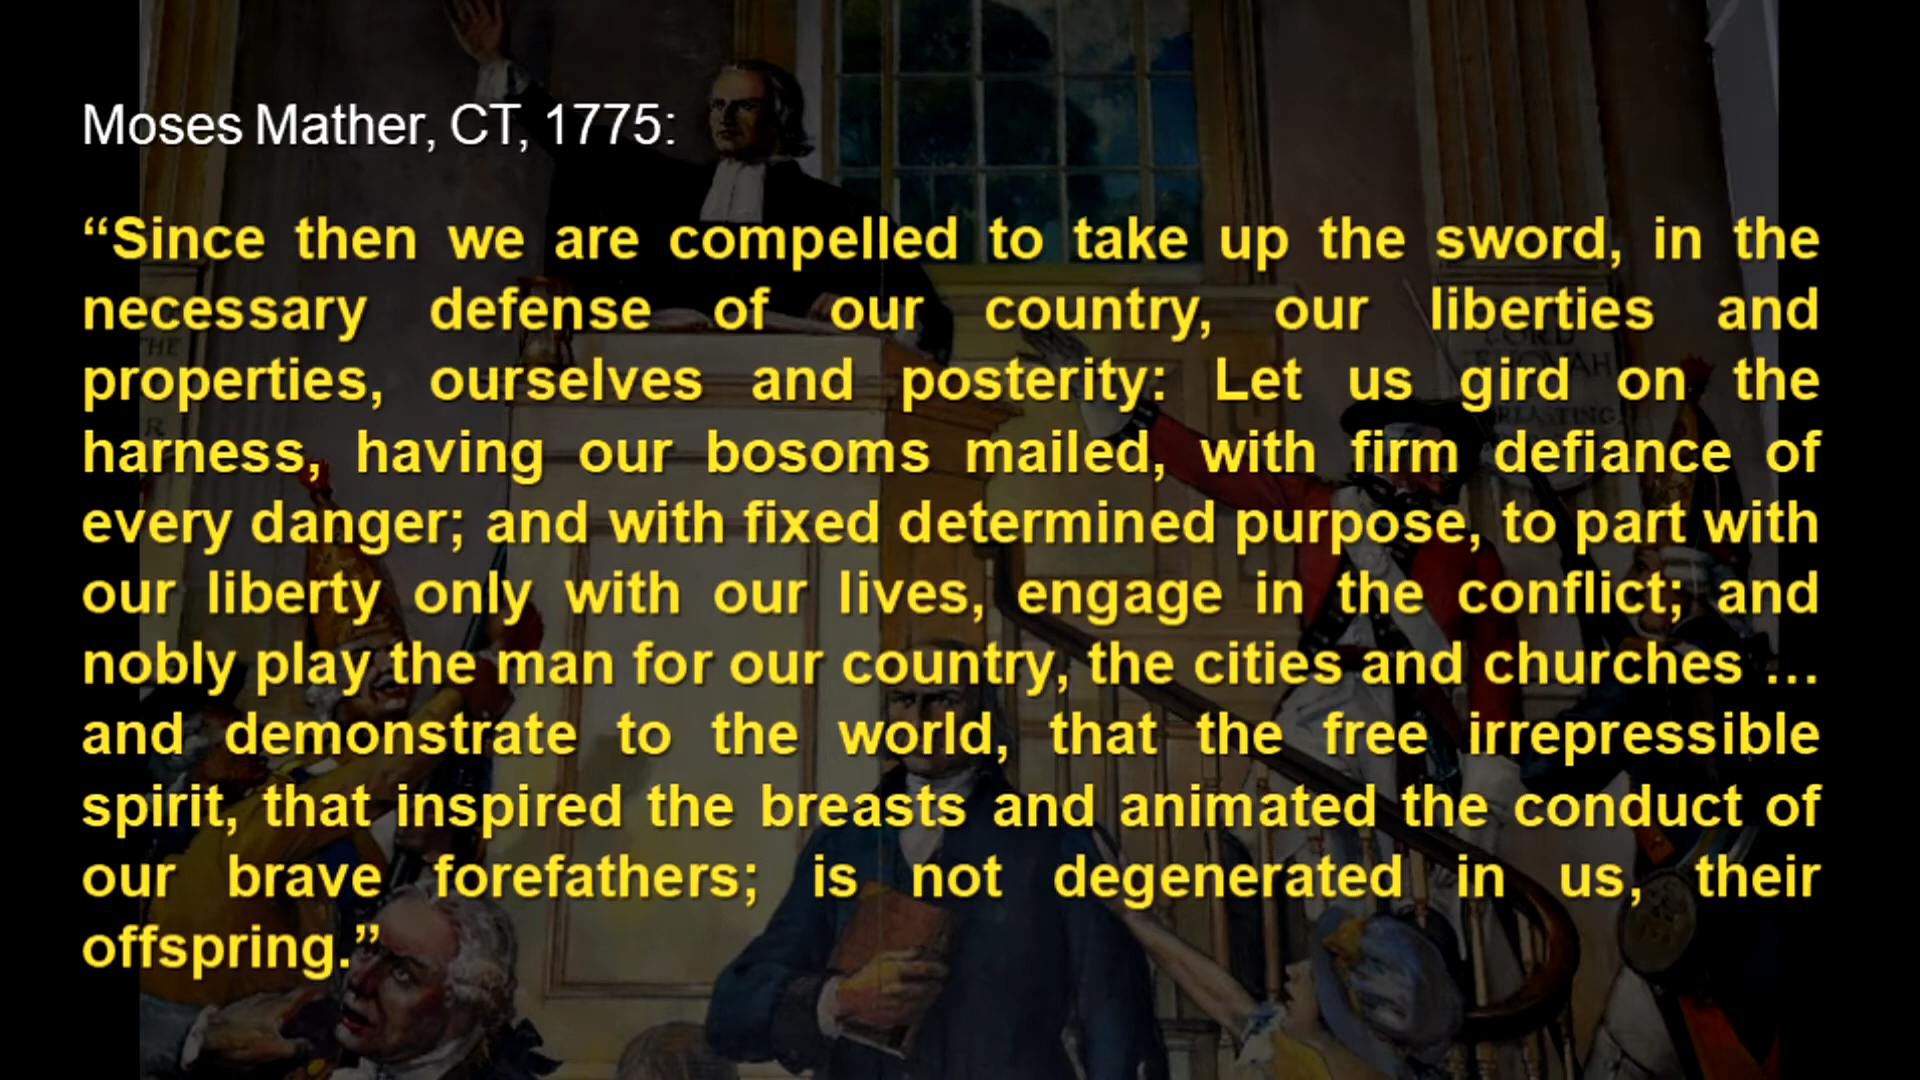 Moses Mather, CT, 1775:
“Since then we are compelled to take up the sword, in the
necessary defense of our country, our liberties and
properties, ourselves and posterity: Let us gird on the
harness, having our bosoms mailed, with firm defiance of
every danger; and with fixed determined purpose, to part with
our liberty only with our lives, engage in the conflict; and
nobly play the man for our country, the cities and churches …
and demonstrate to the world, that the free irrepressible
spirit, that inspired the breasts and animated the conduct of
our brave forefathers; is not degenerated in us, their
offspring.”
THE
R
LORD
JEHOVAH